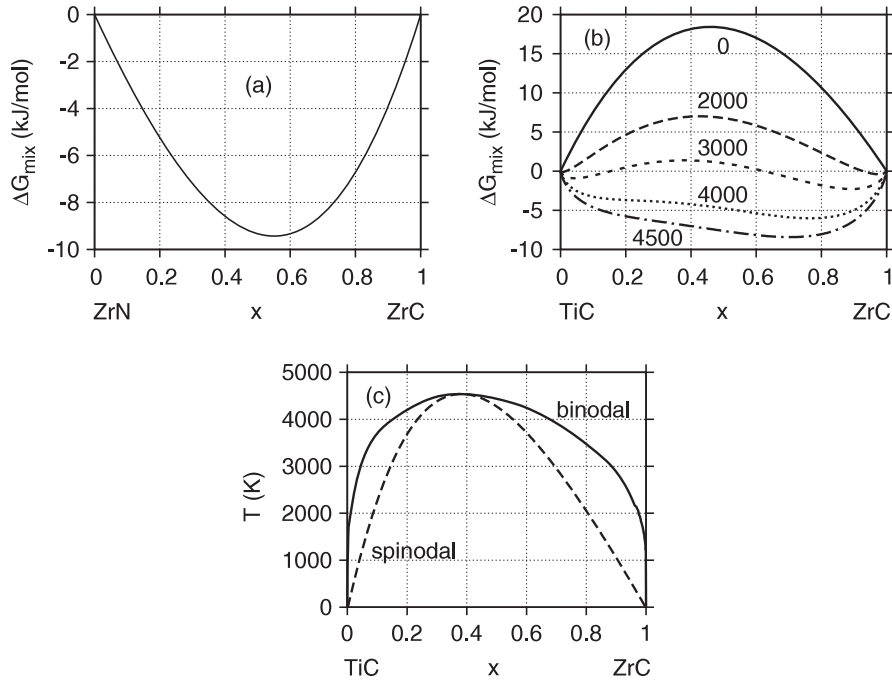 0
-2
-4
-6
-8
-10
ΔG_mix (kJ/mol)
(a)
0 0.2 0.4 0.6 0.8 1
ZrN x ZrC
20
15
10
5
0
-5
-10
ΔG_mix (kJ/mol)
(b)
0
2000
3000
4000
4500
0 0.2 0.4 0.6 0.8 1
TiC x ZrC
5000
4000
3000
2000
1000
0
T (K)
(c)
binodal
spinodal
0 0.2 0.4 0.6 0.8 1
TiC x ZrC